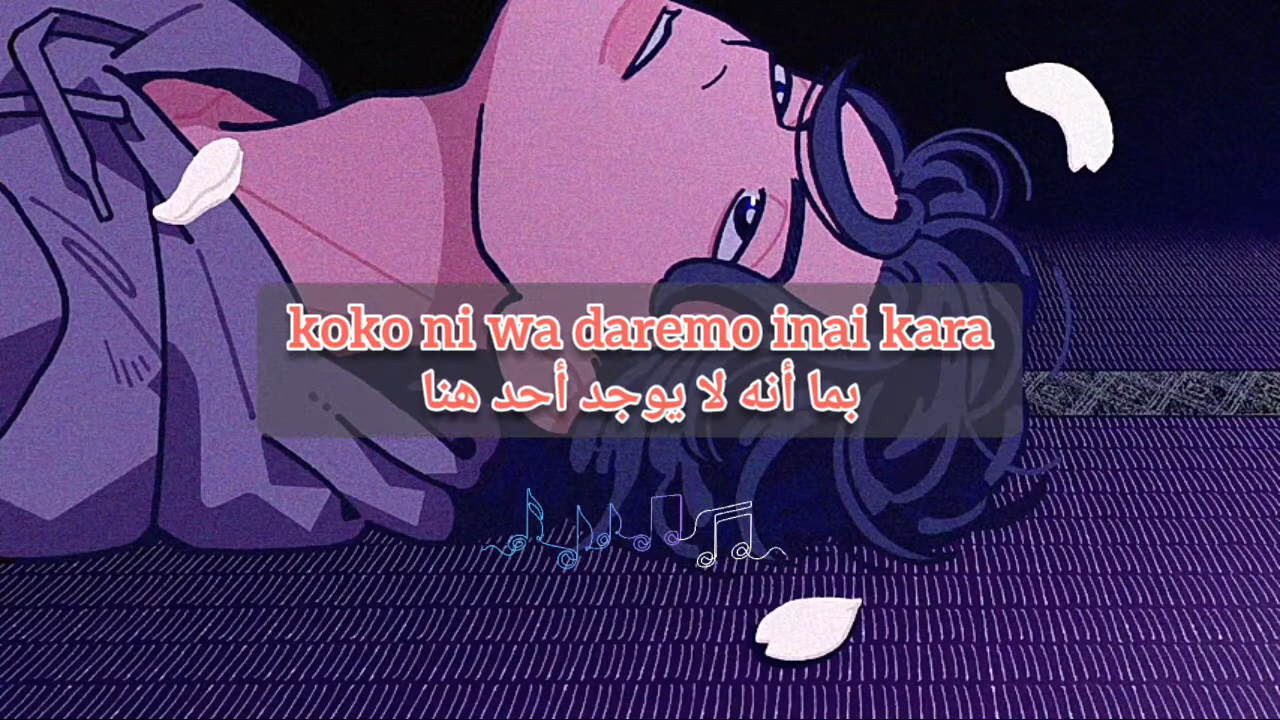 koko ni wa daremo inai kara
بما أنه لا يوجد أحد هنا